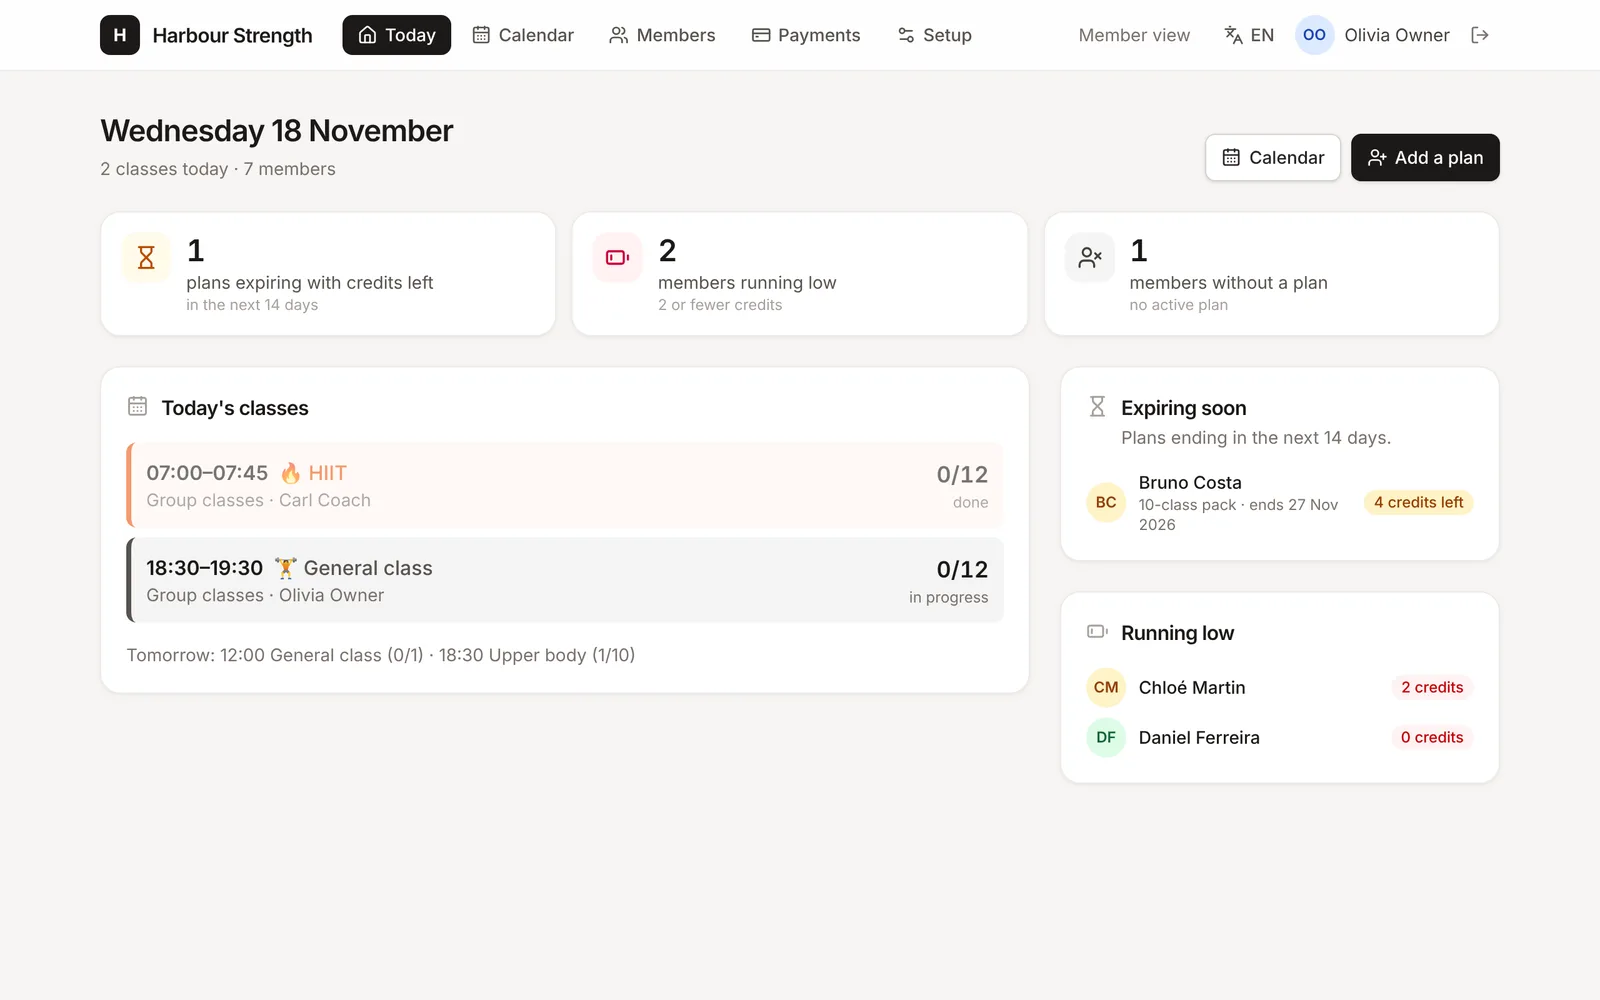 H Harbour Strength Today Calendar Members Payments Setup Member view EN OO Olivia Owner
Wednesday 18 November
2 classes today · 7 members
Calendar Add a plan
1
plans expiring with credits left
in the next 14 days
2
members running low
2 or fewer credits
1
members without a plan
no active plan
Today's classes
07:00–07:45 🔥 HIIT 0/12
Group classes · Carl Coach done
18:30–19:30 🏋 General class 0/12
Group classes · Olivia Owner in progress
Tomorrow: 12:00 General class (0/1) · 18:30 Upper body (1/10)
Expiring soon
Plans ending in the next 14 days.
BC Bruno Costa
10-class pack · ends 27 Nov
2026
4 credits left
Running low
CM Chloé Martin 2 credits
DF Daniel Ferreira 0 credits